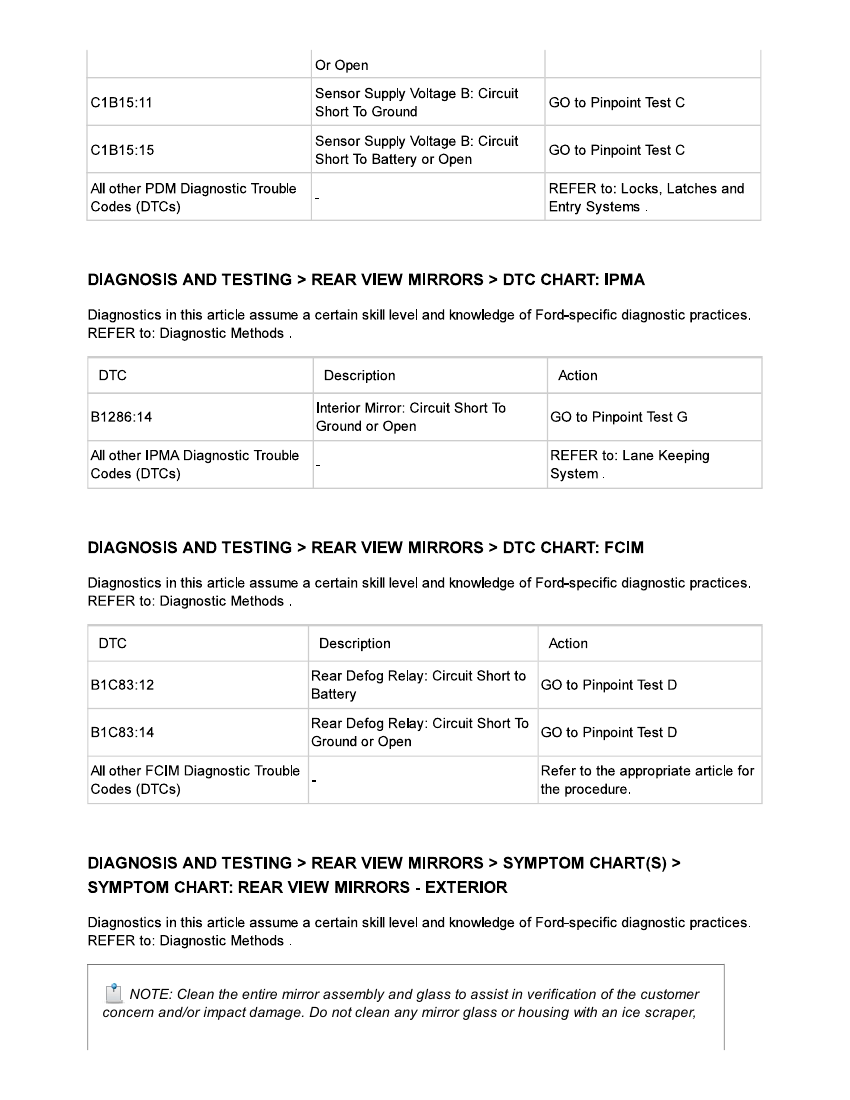 Or Open
C1B15:11
Sensor Supply Voltage B: Circuit
Short To Ground
GO to Pinpoint Test C
C1B15:15
Sensor Supply Voltage B: Circuit
Short To Battery or Open
GO to Pinpoint Test C
All other PDM Diagnostic Trouble
Codes (DTCs)
-
REFER to: Locks, Latches and
Entry Systems .
DIAGNOSIS AND TESTING > REAR VIEW MIRRORS > DTC CHART: IPMA
Diagnostics in this article assume a certain skill level and knowledge of Ford-specific diagnostic practices.
REFER to: Diagnostic Methods .
DTC
Description
Action
B1286:14
Interior Mirror: Circuit Short To
Ground or Open
GO to Pinpoint Test G
All other IPMA Diagnostic Trouble
Codes (DTCs)
-
REFER to: Lane Keeping
System .
DIAGNOSIS AND TESTING > REAR VIEW MIRRORS > DTC CHART: FCIM
Diagnostics in this article assume a certain skill level and knowledge of Ford-specific diagnostic practices.
REFER to: Diagnostic Methods .
DTC
Description
Action
B1C83:12
Rear Defog Relay: Circuit Short to
Battery
GO to Pinpoint Test D
B1C83:14
Rear Defog Relay: Circuit Short To
Ground or Open
GO to Pinpoint Test D
All other FCIM Diagnostic Trouble
Codes (DTCs)
-
Refer to the appropriate article for
the procedure.
DIAGNOSIS AND TESTING > REAR VIEW MIRRORS > SYMPTOM CHART(S) >
SYMPTOM CHART: REAR VIEW MIRRORS - EXTERIOR
Diagnostics in this article assume a certain skill level and knowledge of Ford-specific diagnostic practices.
REFER to: Diagnostic Methods .
NOTE: Clean the entire mirror assembly and glass to assist in verification of the customer
concern and/or impact damage. Do not clean any mirror glass or housing with an ice scraper,